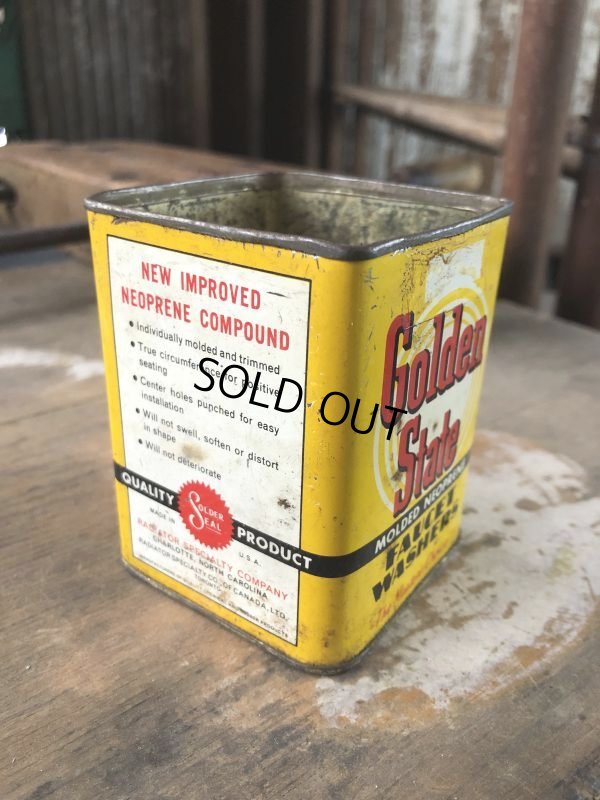 NEW IMPROVED
NEOPRENE COMPOUND
• Individually molded and trimmed
• True circumference for positive
seating
• Center holes punched for easy
installation
• Will not swell, soften or distort
in shape
• Will not deteriorate
QUALITY SOLDER SEAL PRODUCT
MADE IN U.S.A.
RADIATOR SPECIALTY COMPANY
CHARLOTTE, NORTH CAROLINA
RADIATOR SPECIALTY CO. OF CANADA, LTD.
TORONTO
SOLD OUT
Golden
State
MOLDED NEOPRENE
FAUCET
WASHERS
The